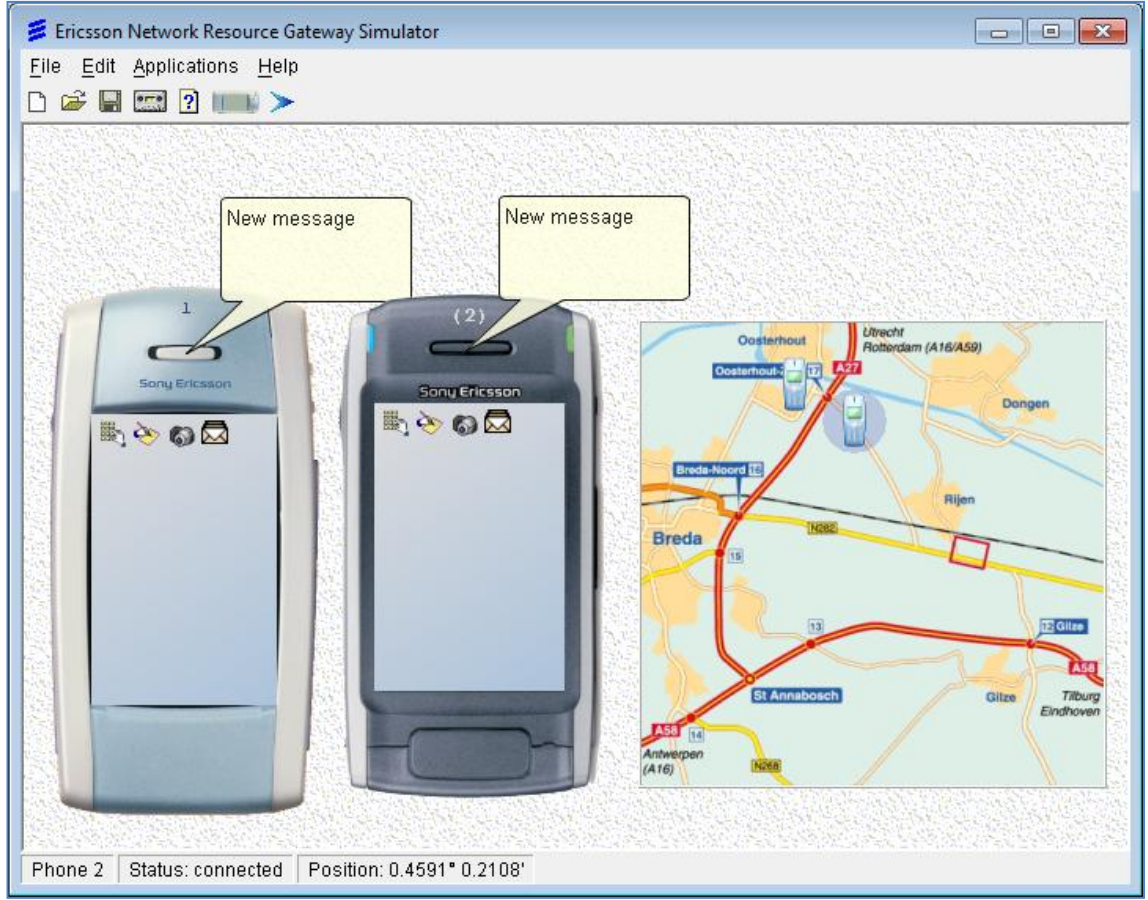 Ericsson Network Resource Gateway Simulator
File Edit Applications Help
New message
New message
1
(2)
Sony Ericsson
Sony Ericsson
Utrecht
Rotterdam (A16/A59)
Oosterhout
A27
Oosterhout-Z 17
Dongen
Breda-Noord 16
Rijen
N282
Breda
15
13
12 Gilze
A58
St Annabosch
Gilze
Tilburg
Eindhoven
A58
14
Antwerpen
(A16)
N268
Phone 2
Status: connected
Position: 0.4591° 0.2108'